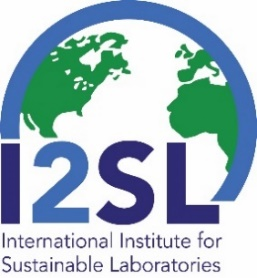 I2SL
International Institute for
Sustainable Laboratories